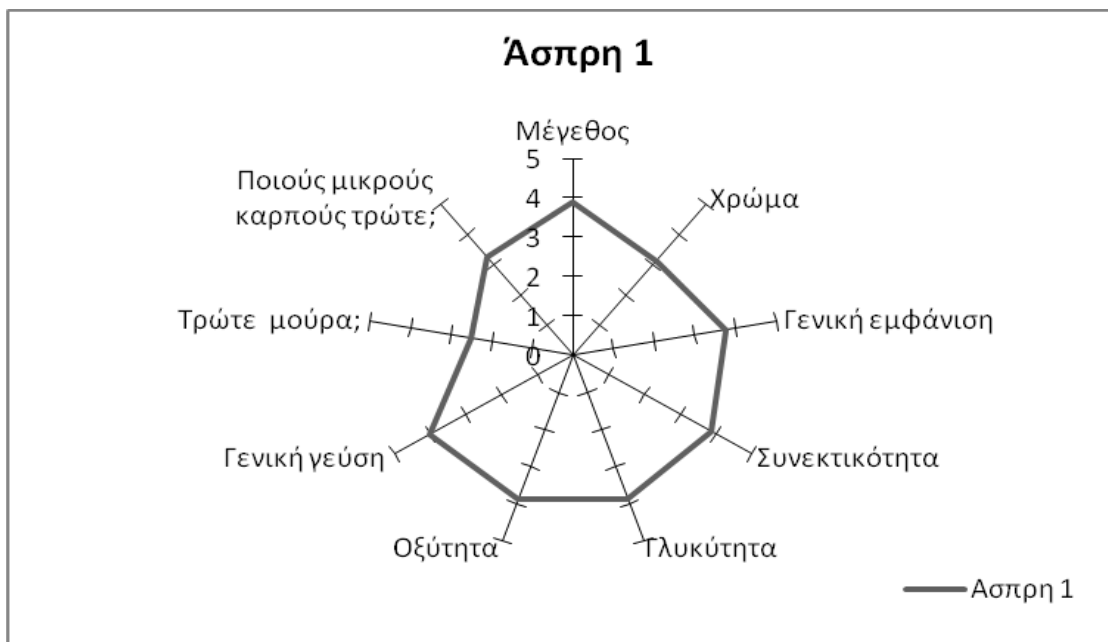 Άσπρη 1
Μέγεθος
5
4
3
2
1
0
Χρώμα
Γενική εμφάνιση
Συνεκτικότητα
Γλυκύτητα
Οξύτητα
Γενική γεύση
Τρώτε μούρα;
Ποιούς μικρούς
καρπούς τρώτε;
Ασπρη 1